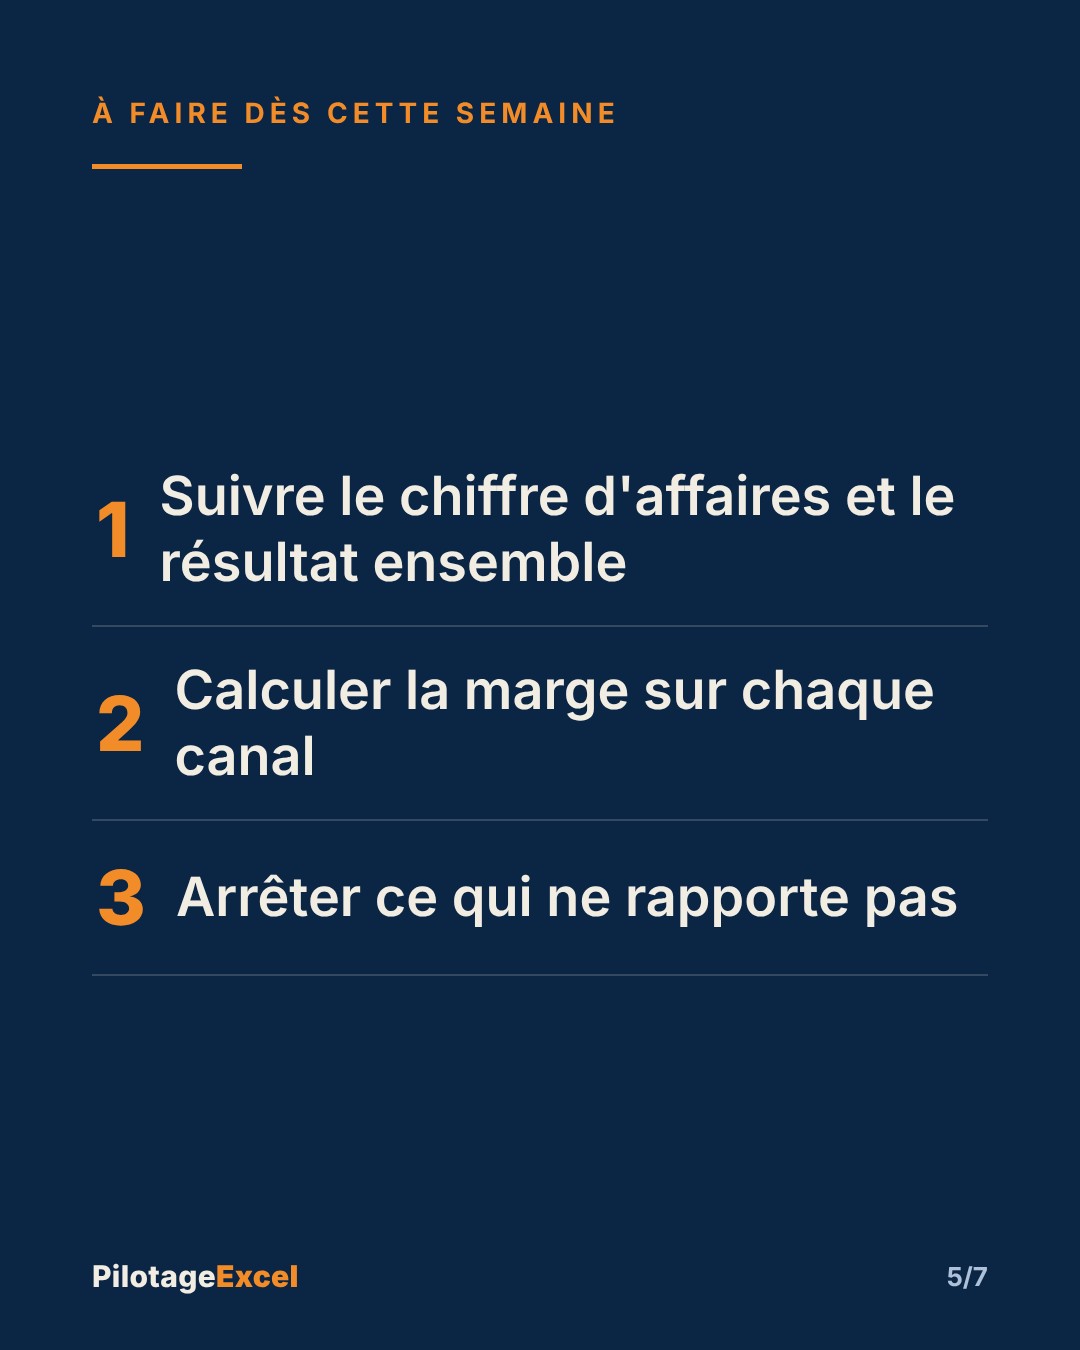 À FAIRE DÈS CETTE SEMAINE
1 Suivre le chiffre d'affaires et le
résultat ensemble
2 Calculer la marge sur chaque
canal
3 Arrêter ce qui ne rapporte pas
PilotageExcel
5/7